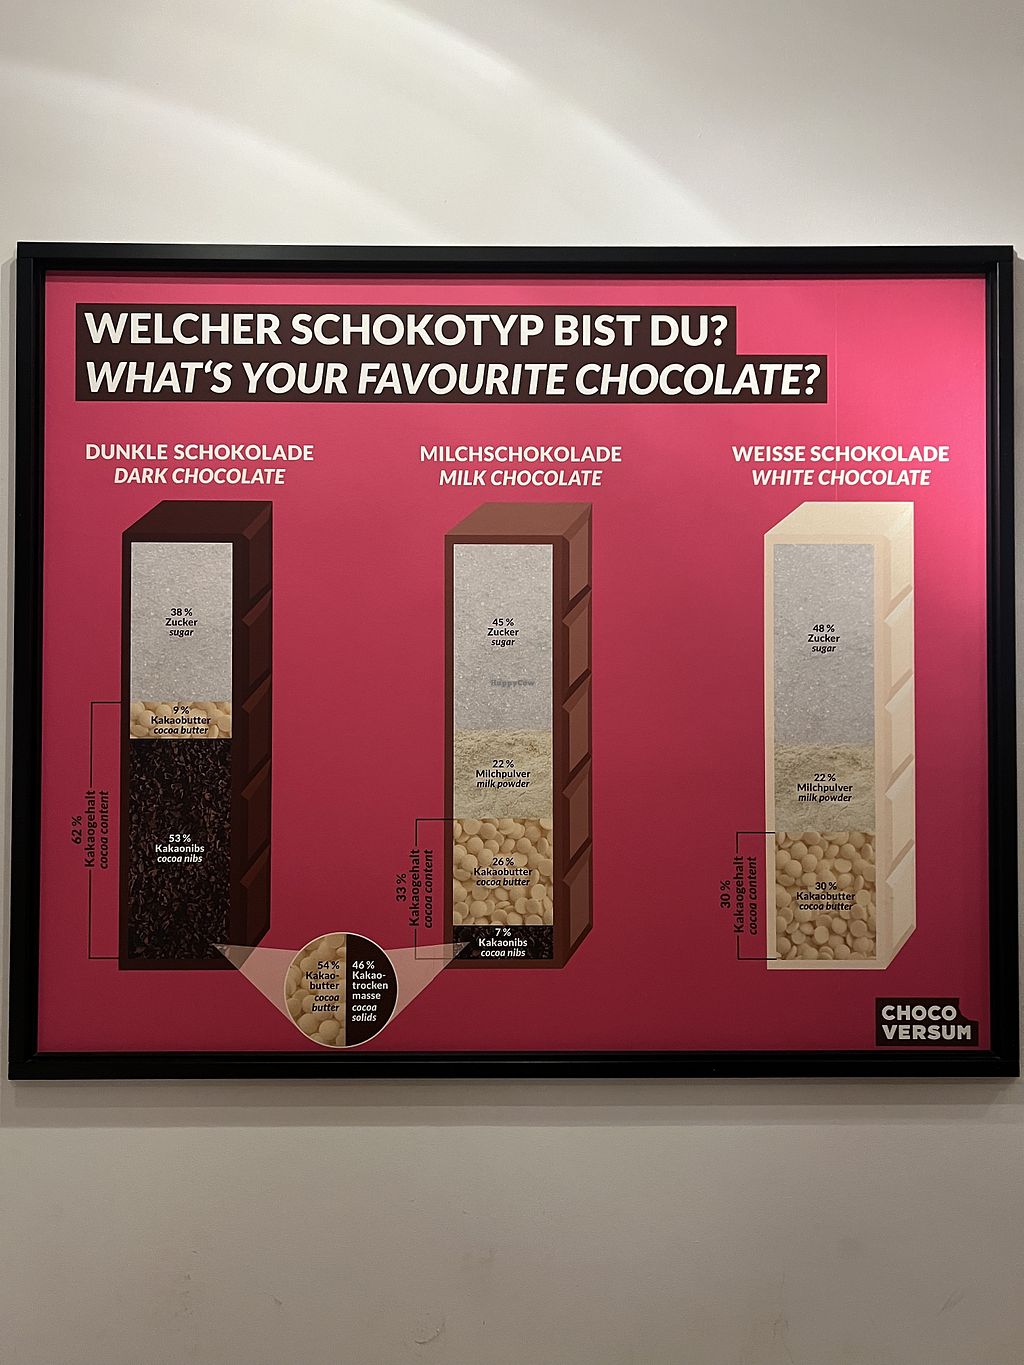 WELCHER SCHOKOTYP BIST DU?
WHAT‘S YOUR FAVOURITE CHOCOLATE?
DUNKLE SCHOKOLADE
DARK CHOCOLATE
38 %
Zucker
sugar
9 %
Kakaobutter
cocoa butter
53 %
Kakaonibs
cocoa nibs
62 %
Kakaogehalt
cocoa content
MILCHSCHOKOLADE
MILK CHOCOLATE
45 %
Zucker
sugar
HappyCow
22 %
Milchpulver
milk powder
26 %
Kakaobutter
cocoa butter
7 %
Kakaonibs
cocoa nibs
33 %
Kakaogehalt
cocoa content
54 %
Kakao-
butter
cocoa
butter
46 %
Kakao-
trocken
masse
cocoa
solids
WEISSE SCHOKOLADE
WHITE CHOCOLATE
48 %
Zucker
sugar
22 %
Milchpulver
milk powder
30 %
Kakaobutter
cocoa butter
30 %
Kakaogehalt
cocoa content
CHOCO
VERSUM